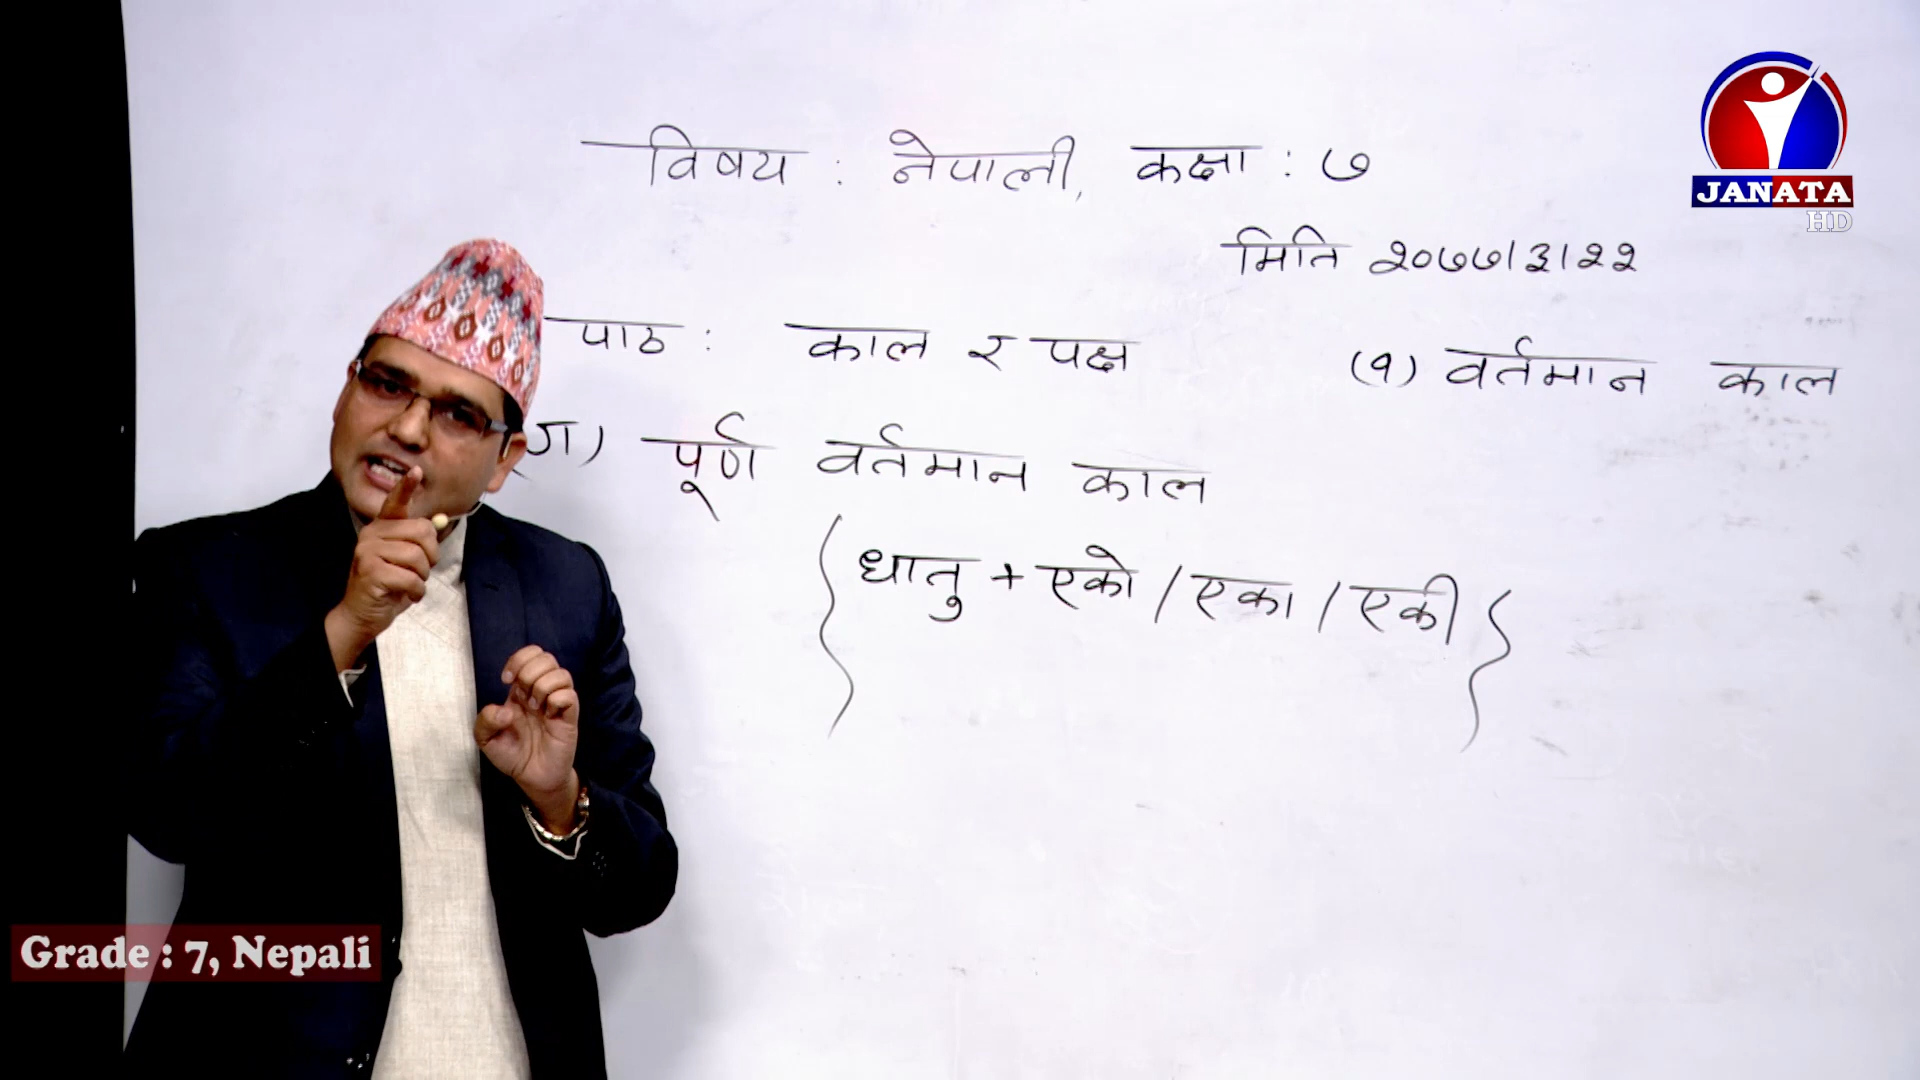 विषय : नेपाली, कक्षा : ७
मिति २०७७।३।२२
पाठ : काल र पक्ष (१) वर्तमान काल
ग) पूर्ण वर्तमान काल
{धातु + एको / एका / एकी}
JANATA
HD
Grade : 7, Nepali